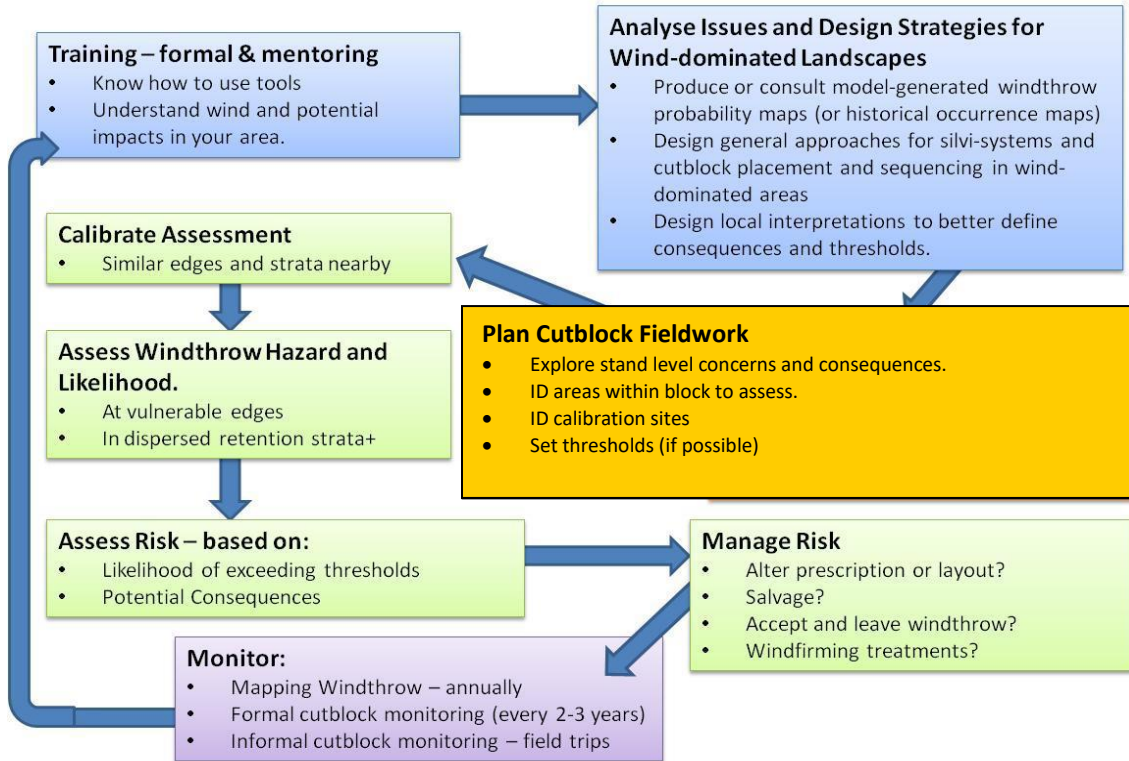 Training – formal & mentoring
• Know how to use tools
• Understand wind and potential
impacts in your area.
Analyse Issues and Design Strategies for
Wind-dominated Landscapes
• Produce or consult model-generated windthrow
probability maps (or historical occurrence maps)
• Design general approaches for silvi-systems and
cutblock placement and sequencing in wind-
dominated areas
• Design local interpretations to better define
consequences and thresholds.
Plan Cutblock Fieldwork
• Explore stand level concerns and consequences.
• ID areas within block to assess.
• ID calibration sites
• Set thresholds (if possible)
Calibrate Assessment
• Similar edges and strata nearby
Assess Windthrow Hazard and
Likelihood.
• At vulnerable edges
• In dispersed retention strata+
Assess Risk – based on:
• Likelihood of exceeding thresholds
• Potential Consequences
Manage Risk
• Alter prescription or layout?
• Salvage?
• Accept and leave windthrow?
• Windfirming treatments?
Monitor:
• Mapping Windthrow – annually
• Formal cutblock monitoring (every 2-3 years)
• Informal cutblock monitoring – field trips